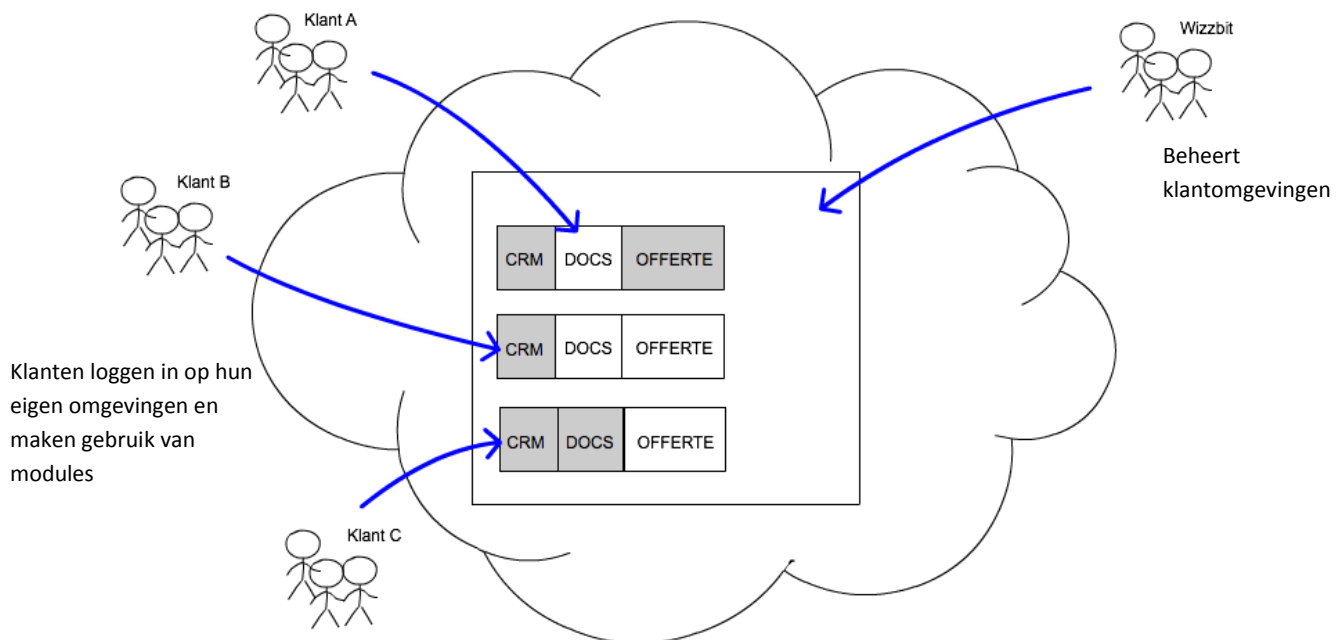 Klant A
Wizzbit
Beheert
klantomgevingen
Klant B
CRM DOCS OFFERTE
CRM DOCS OFFERTE
Klanten loggen in op hun
eigen omgevingen en
maken gebruik van
modules
CRM DOCS OFFERTE
Klant C